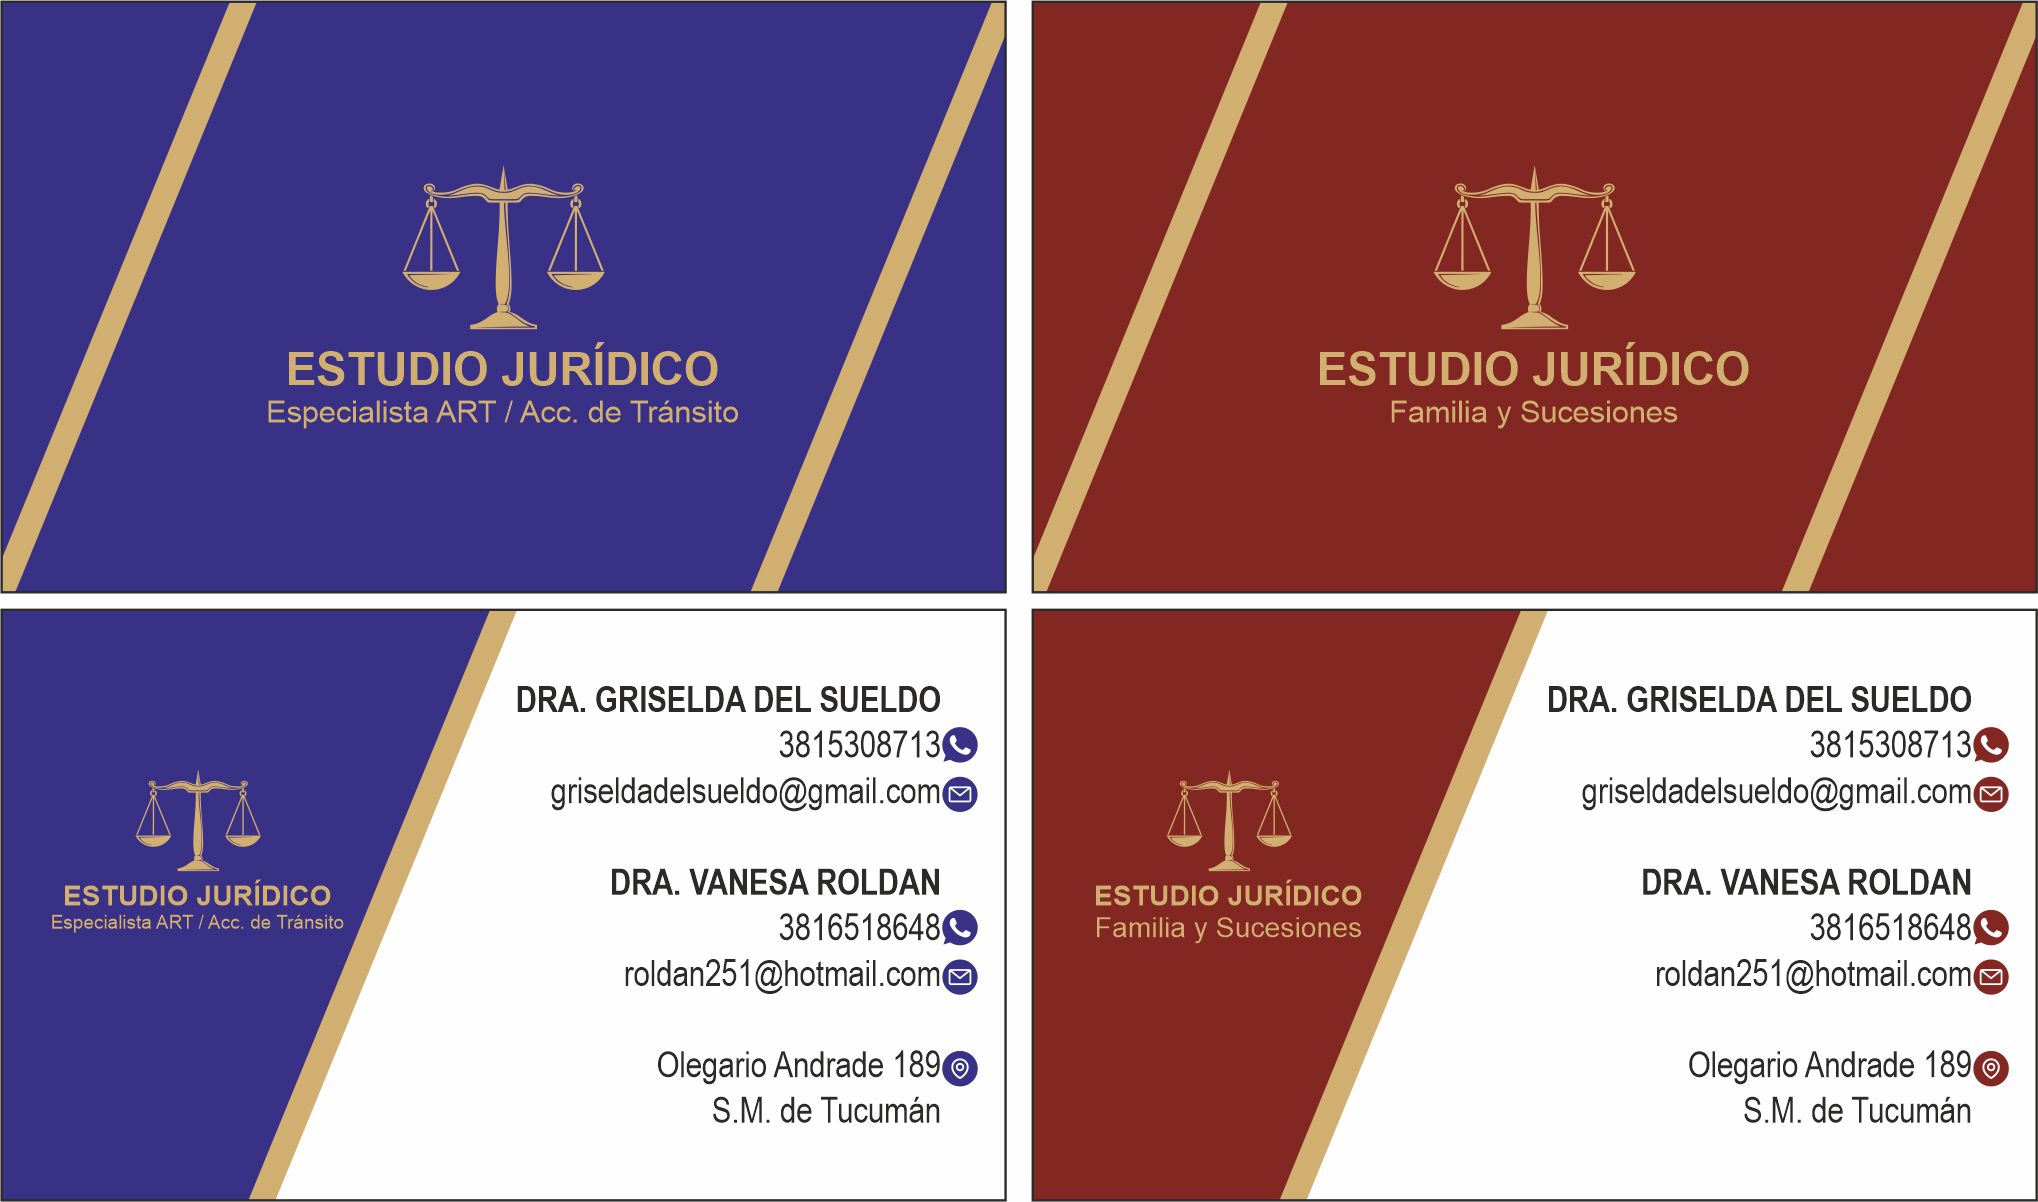 ESTUDIO JURÍDICO
Especialista ART / Acc. de Tránsito
ESTUDIO JURÍDICO
Familia y Sucesiones
ESTUDIO JURÍDICO
Especialista ART / Acc. de Tránsito
DRA. GRISELDA DEL SUELDO
3815308713
griseldadelsueldo@gmail.com
DRA. VANESA ROLDAN
3816518648
roldan251@hotmail.com
Olegario Andrade 189
S.M. de Tucumán
ESTUDIO JURÍDICO
Familia y Sucesiones
DRA. GRISELDA DEL SUELDO
3815308713
griseldadelsueldo@gmail.com
DRA. VANESA ROLDAN
3816518648
roldan251@hotmail.com
Olegario Andrade 189
S.M. de Tucumán